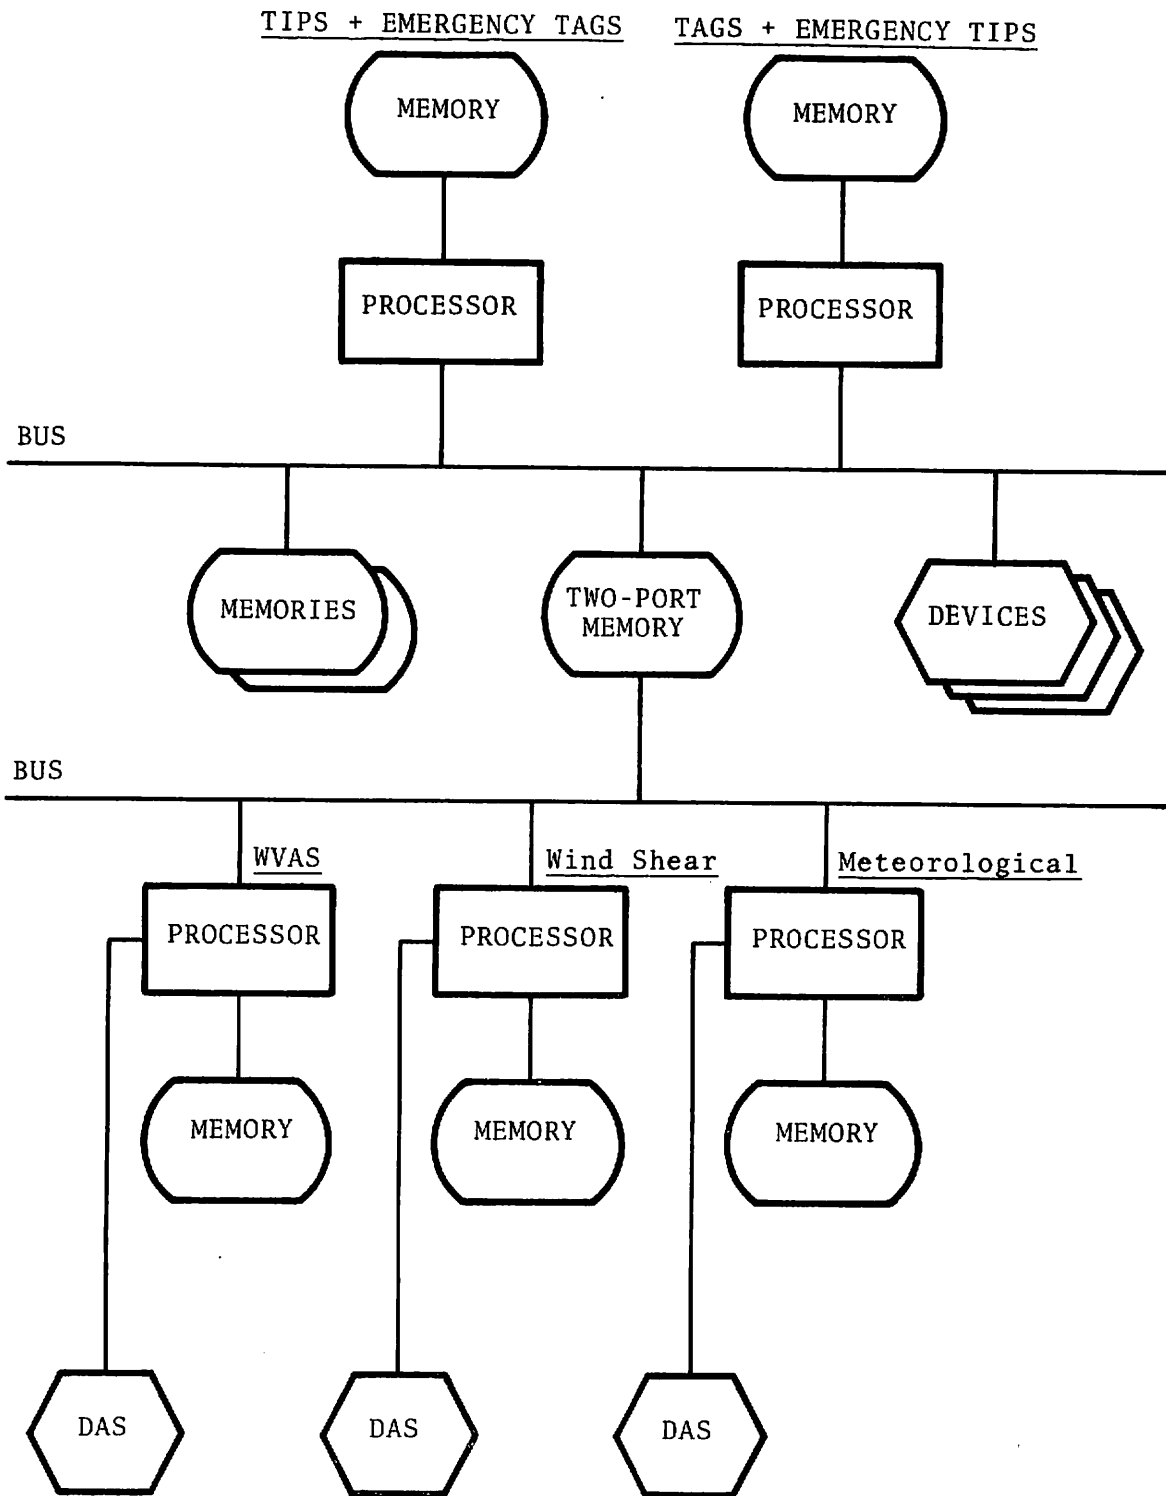 TIPS + EMERGENCY TAGS
TAGS + EMERGENCY TIPS
MEMORY
MEMORY
PROCESSOR
PROCESSOR
BUS
MEMORIES
TWO-PORT
MEMORY
DEVICES
BUS
WVAS
Wind Shear
Meteorological
PROCESSOR
PROCESSOR
PROCESSOR
MEMORY
MEMORY
MEMORY
DAS
DAS
DAS